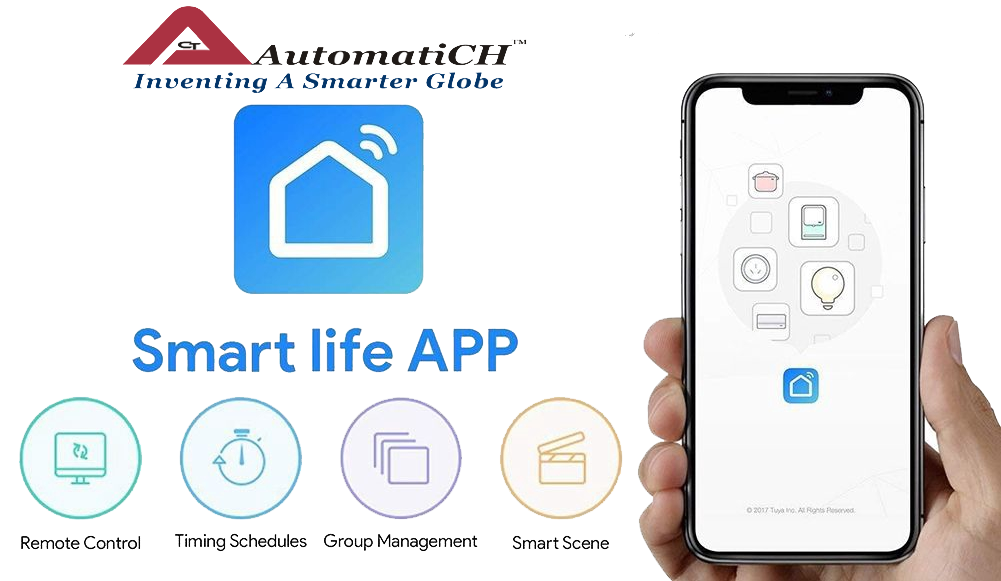 CT
AutomatiCH™
Inventing A Smarter Globe
Smart life APP
Remote Control
Timing Schedules
Group Management
Smart Scene
© 2017 Tuya Inc. All Rights Reserved.